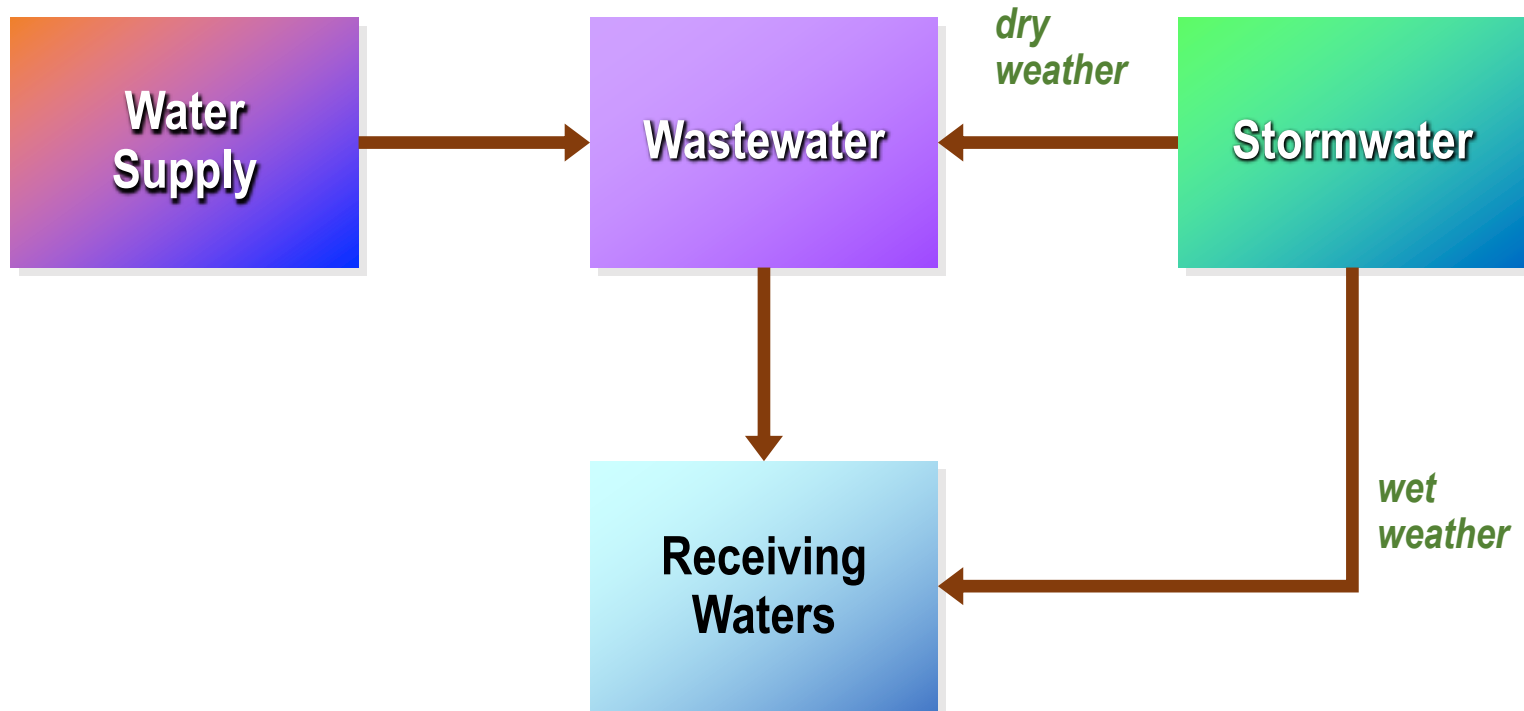 Water
Supply
Wastewater
dry
weather
Stormwater
wet
weather
Receiving
Waters